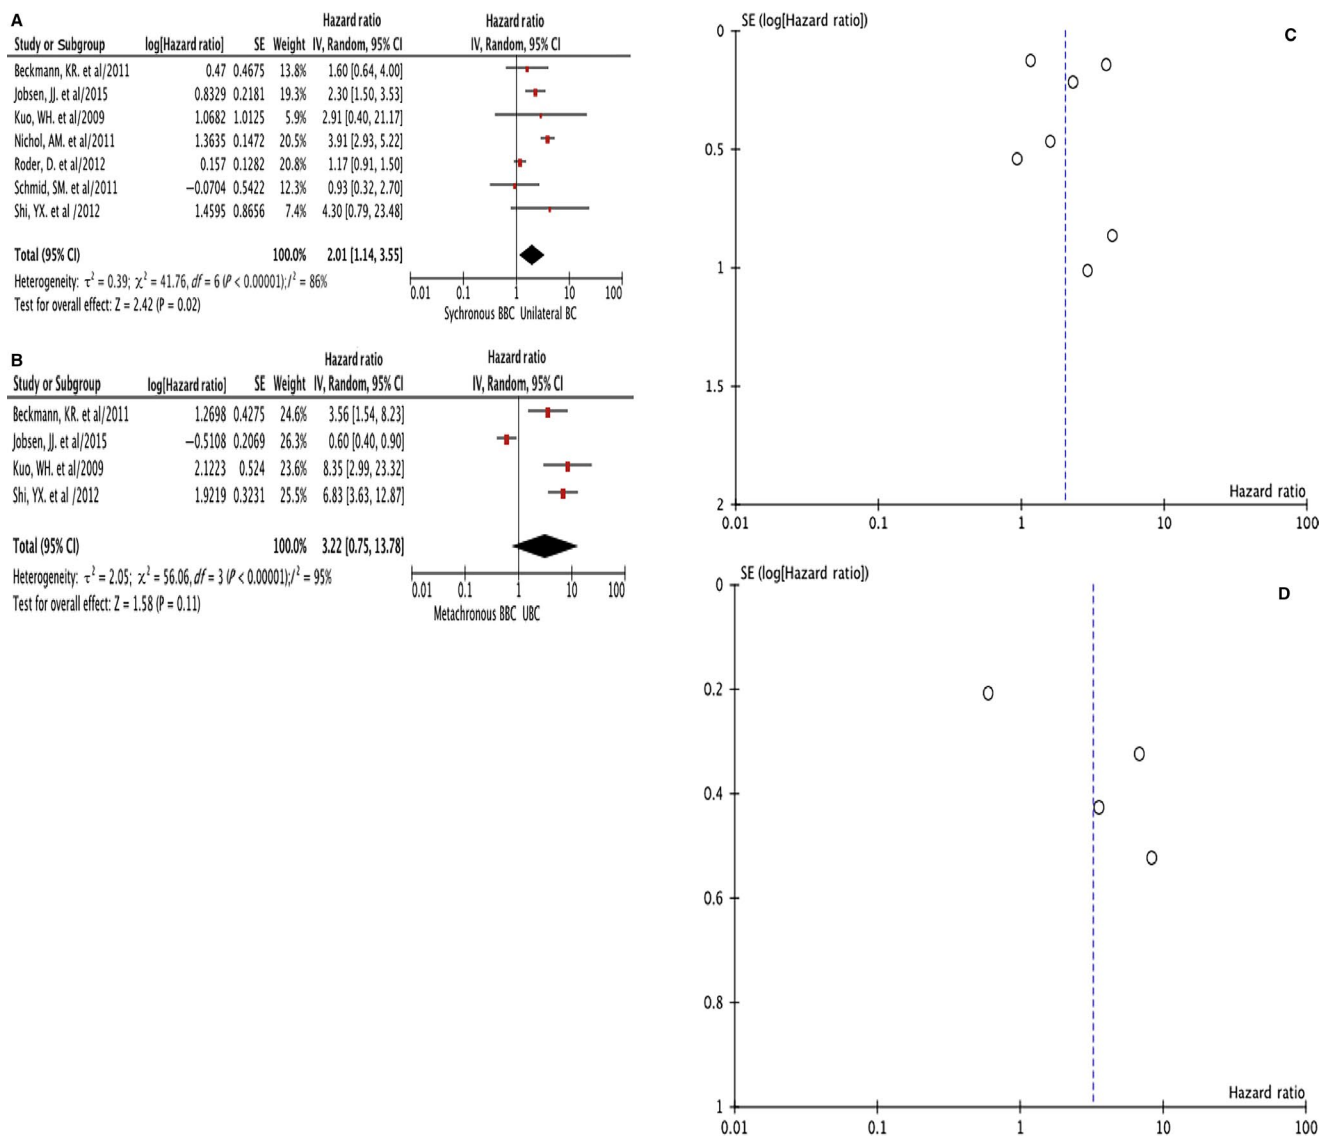 A
Hazard ratio Hazard ratio
Study or Subgroup log[Hazard ratio] SE Weight IV, Random, 95% CI IV, Random, 95% CI
Beckmann, KR. et al/2011 0.47 0.4675 13.8% 1.60 [0.64, 4.00]
Jobsen, JJ. et al/2015 0.8329 0.2181 19.3% 2.30 [1.50, 3.53]
Kuo, WH. et al/2009 1.0682 1.0125 5.9% 2.91 [0.40, 21.17]
Nichol, AM. et al/2011 1.3635 0.1472 20.5% 3.91 [2.93, 5.22]
Roder, D. et al/2012 0.157 0.1282 20.8% 1.17 [0.91, 1.50]
Schmid, SM. et al/2011 −0.0704 0.5422 12.3% 0.93 [0.32, 2.70]
Shi, YX. et al /2012 1.4595 0.8656 7.4% 4.30 [0.79, 23.48]
Total (95% CI) 100.0% 2.01 [1.14, 3.55]
Heterogeneity: τ² = 0.39; χ² = 41.76, df = 6 (P < 0.00001); I² = 86%
Test for overall effect: Z = 2.42 (P = 0.02)
0.01 0.1 1 10 100
Sychronous BBC Unilateral BC
B
Hazard ratio Hazard ratio
Study or Subgroup log[Hazard ratio] SE Weight IV, Random, 95% CI IV, Random, 95% CI
Beckmann, KR. et al/2011 1.2698 0.4275 24.6% 3.56 [1.54, 8.23]
Jobsen, JJ. et al/2015 −0.5108 0.2069 26.3% 0.60 [0.40, 0.90]
Kuo, WH. et al/2009 2.1223 0.524 23.6% 8.35 [2.99, 23.32]
Shi, YX. et al /2012 1.9219 0.3231 25.5% 6.83 [3.63, 12.87]
Total (95% CI) 100.0% 3.22 [0.75, 13.78]
Heterogeneity: τ² = 2.05; χ² = 56.06, df = 3 (P < 0.00001); I² = 95%
Test for overall effect: Z = 1.58 (P = 0.11)
0.01 0.1 1 10 100
Metachronous BBC UBC
SE (log[Hazard ratio])
C
0
0.5
1
1.5
2
Hazard ratio
0.01 0.1 1 10 100
SE (log[Hazard ratio])
D
0
0.2
0.4
0.6
0.8
1
Hazard ratio
0.01 0.1 1 10 100